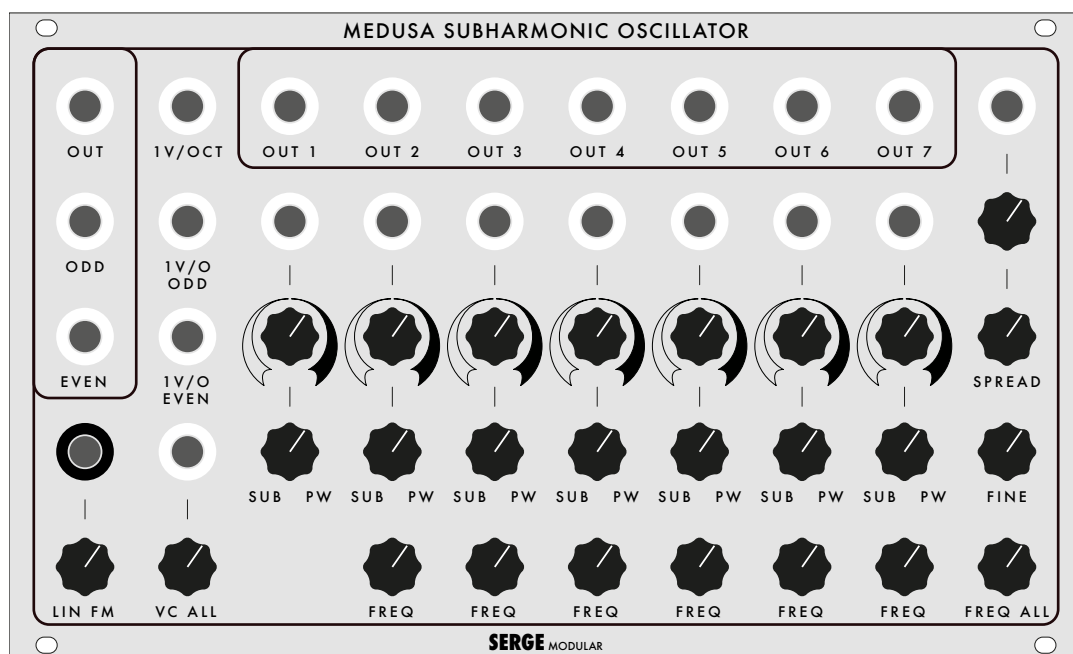 MEDUSA SUBHARMONIC OSCILLATOR
OUT 1V/OCT OUT 1 OUT 2 OUT 3 OUT 4 OUT 5 OUT 6 OUT 7
ODD 1V/O
ODD
EVEN 1V/O
EVEN SPREAD
SUB PW SUB PW SUB PW SUB PW SUB PW SUB PW SUB PW FINE
LIN FM VC ALL FREQ FREQ FREQ FREQ FREQ FREQ FREQ ALL
SERGE MODULAR